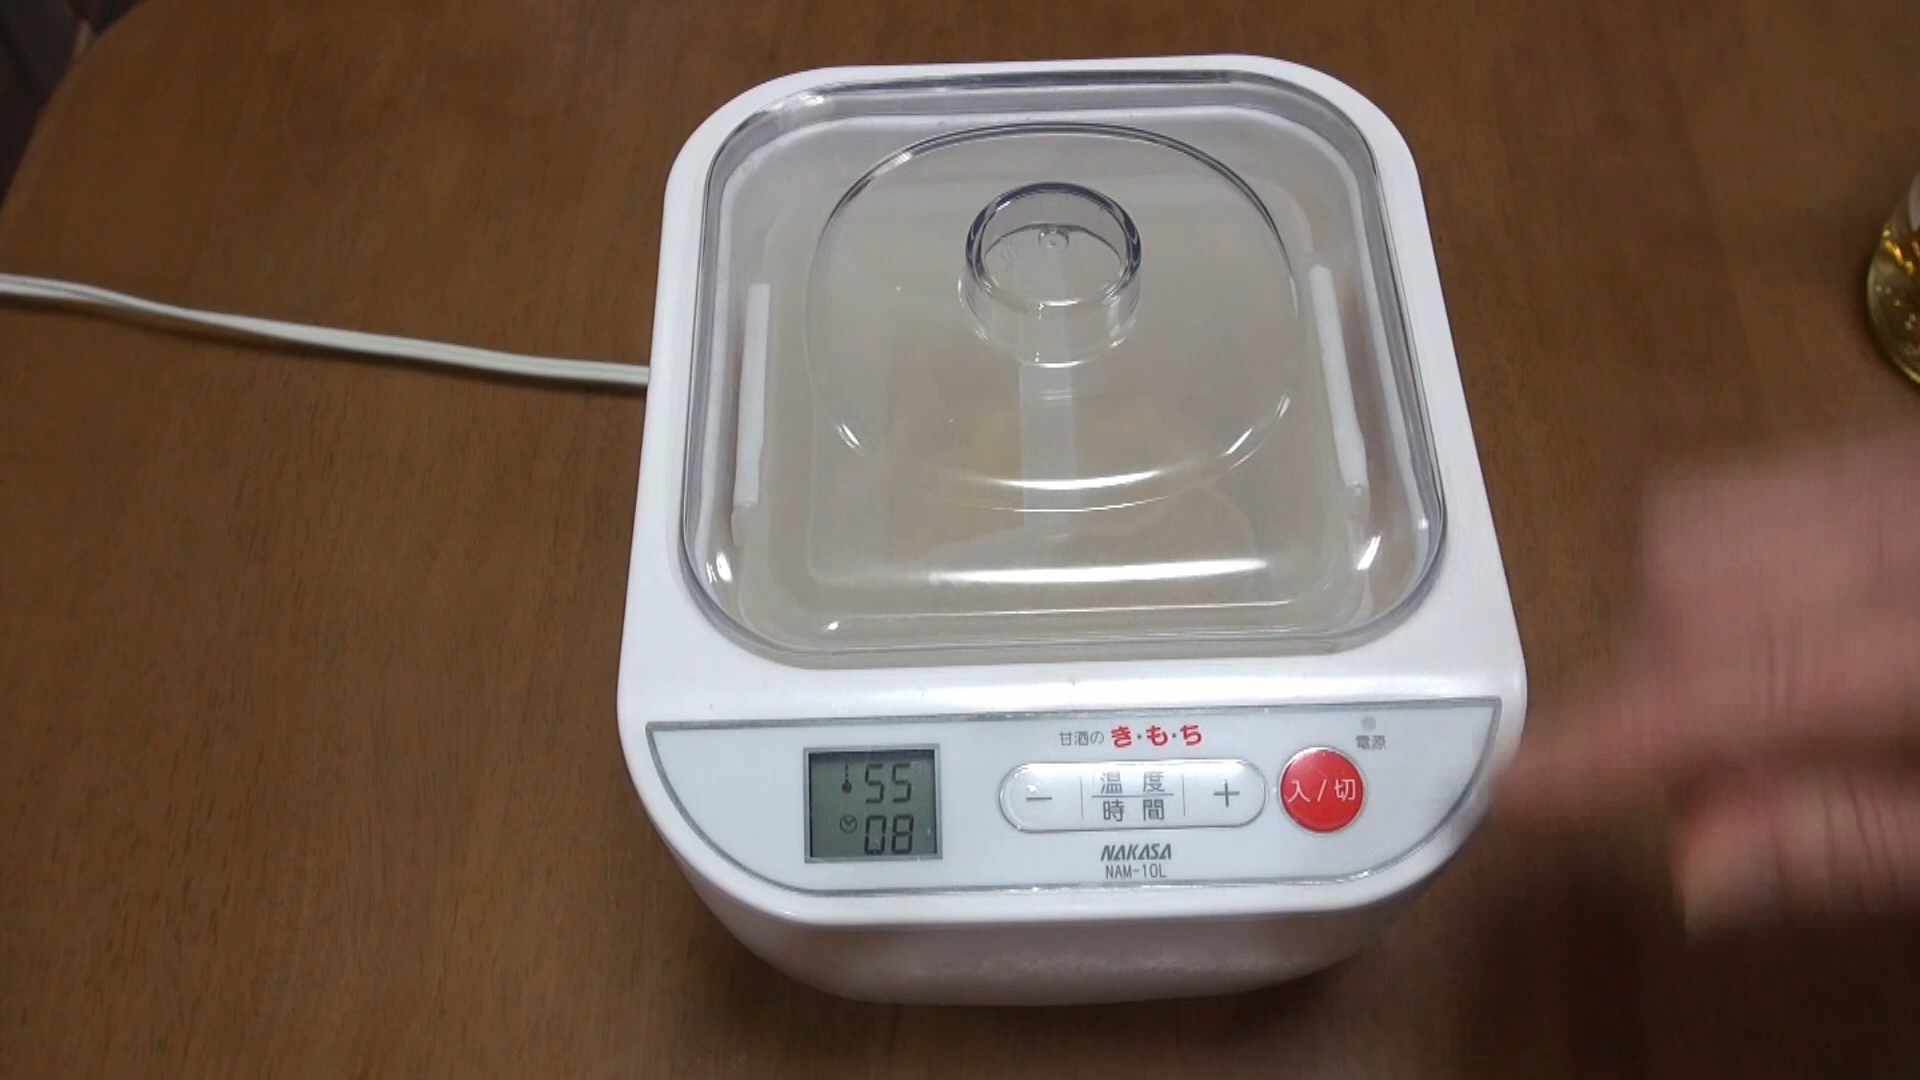 甘酒の き・も・ち
電源
55
08
− 温度 +
時間
入/切
NAKASA
NAM-10L